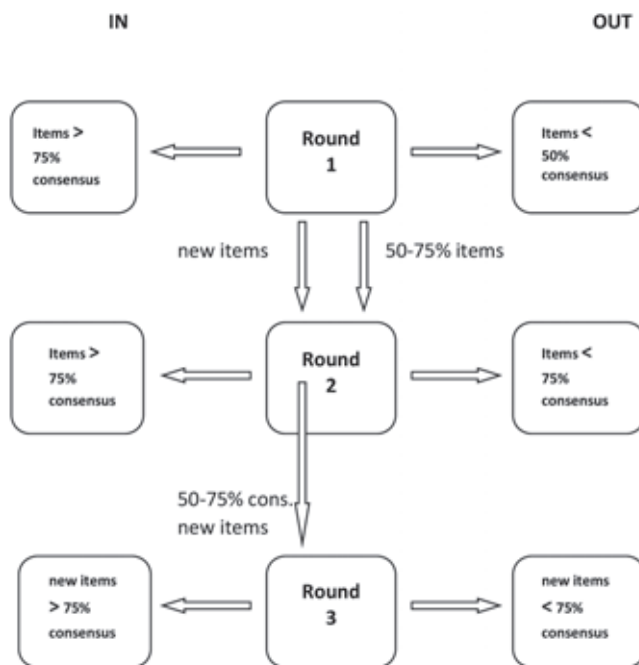 IN
OUT
Items >
75%
consensus
Round
1
Items <
50%
consensus
new items
50-75% items
Items >
75%
consensus
Round
2
Items <
75%
consensus
50-75% cons.
new items
new items
> 75%
consensus
Round
3
new items
< 75%
consensus